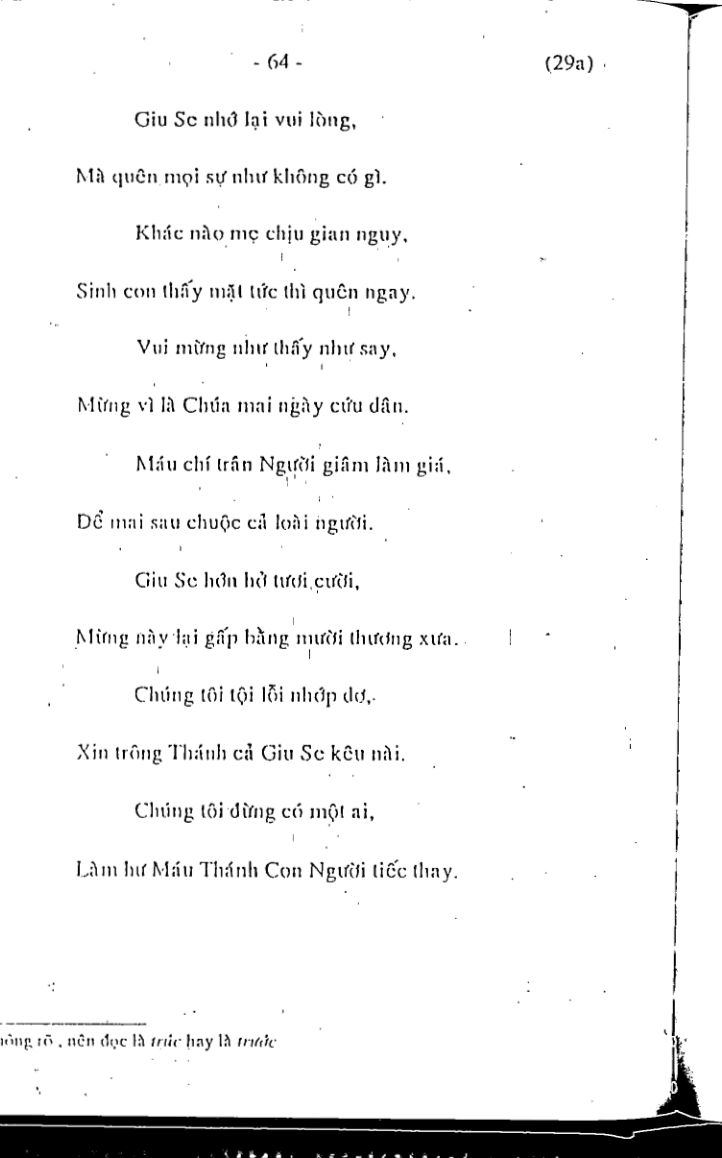 - 64 - (29a)
Giu Se nhớ lại vui lòng,
Mà quên mọi sự như không có gì.
Khác nào mẹ chịu gian nguy,
Sinh con thấy mặt tức thì quên ngay.
Vui mừng như thấy như say,
Mừng vì là Chúa mai ngày cứu dân.
Máu chí trân Người giâm làm giá,
Để mai sau chuộc cả loài người.
Giu Se hớn hở tươi cười,
Mừng này lại gấp bằng mười thương xưa.
Chúng tôi tội lỗi nhớp dơ,
Xin trông Thánh cả Giu Se kêu nài.
Chúng tôi đừng có một ai,
Làm hư Máu Thánh Con Người tiếc thay.
rõ , nên đọc là trúc hay là trước